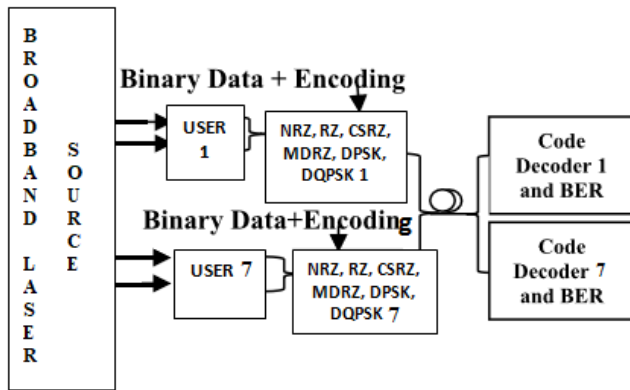 BROADBAND LASER
SOURCE
Binary Data + Encoding
USER
1
NRZ, RZ, CSRZ,
MDRZ, DPSK,
DQPSK 1
Code
Decoder 1
and BER
Binary Data+Encoding
USER 7
NRZ, RZ, CSRZ,
MDRZ, DPSK,
DQPSK 7
Code
Decoder 7
and BER